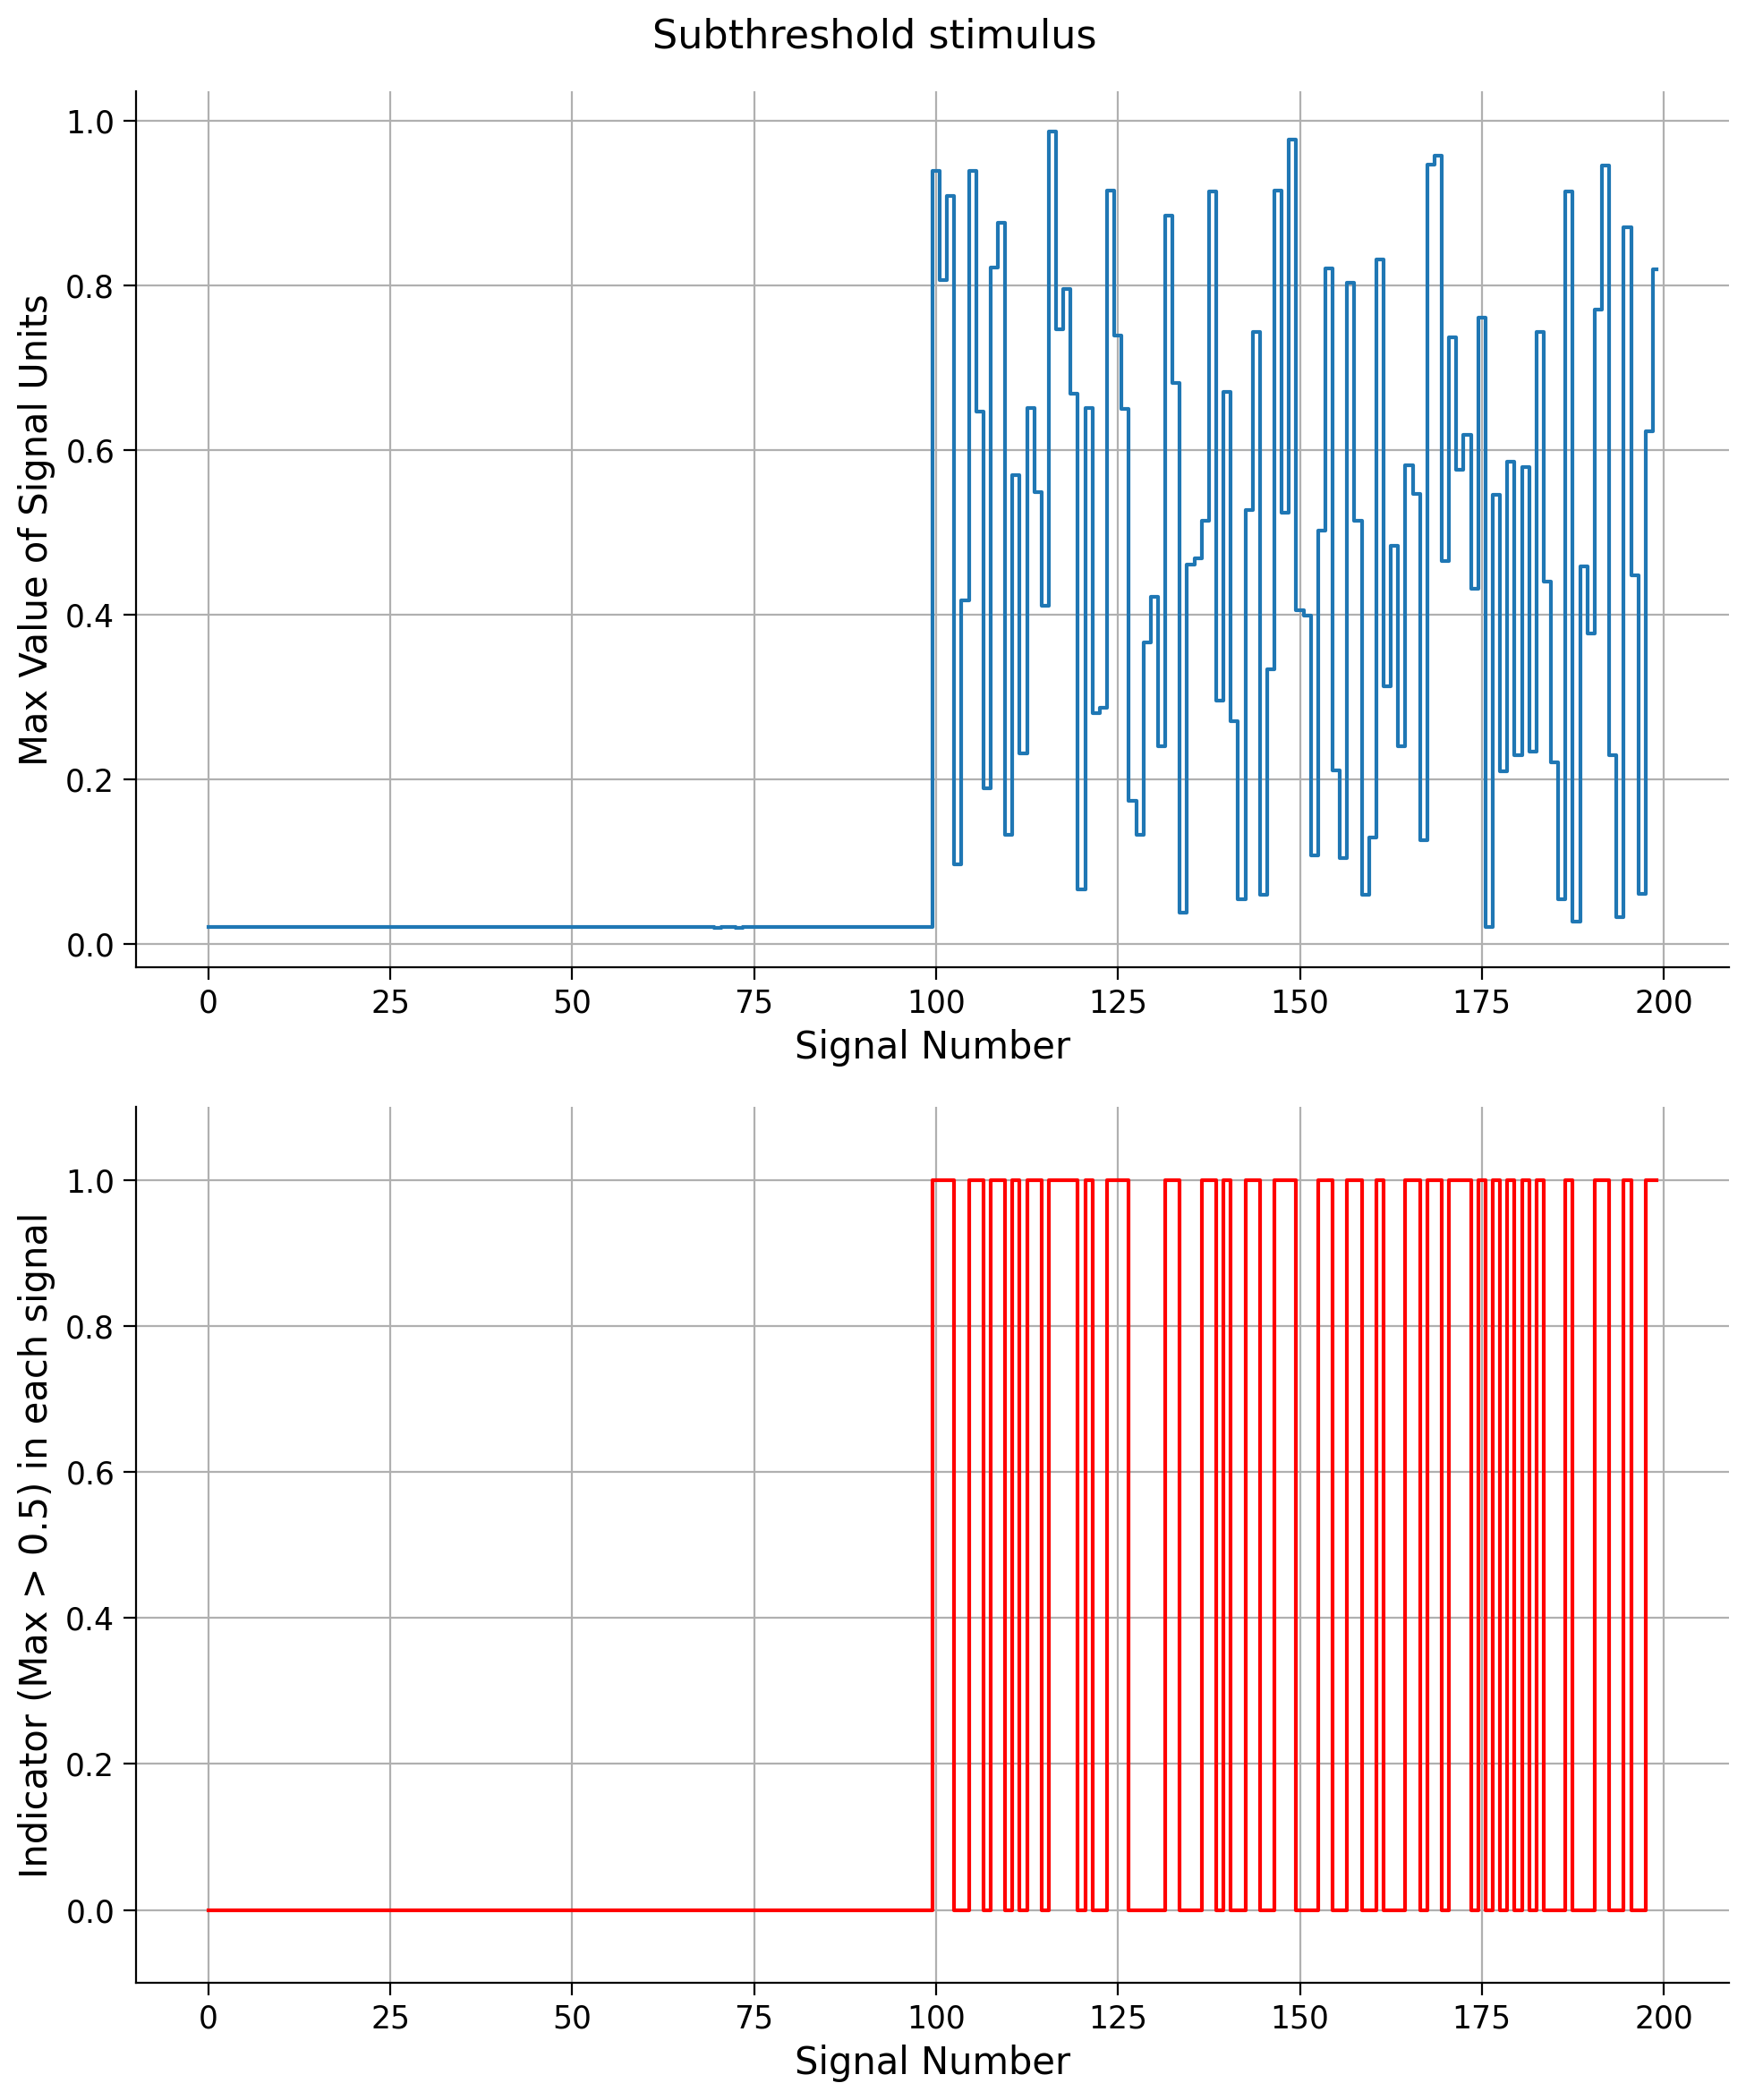 Subthreshold stimulus
Max Value of Signal Units
1.0
0.8
0.6
0.4
0.2
0.0
0 25 50 75 100 125 150 175 200
Signal Number
Indicator (Max > 0.5) in each signal
1.0
0.8
0.6
0.4
0.2
0.0
0 25 50 75 100 125 150 175 200
Signal Number